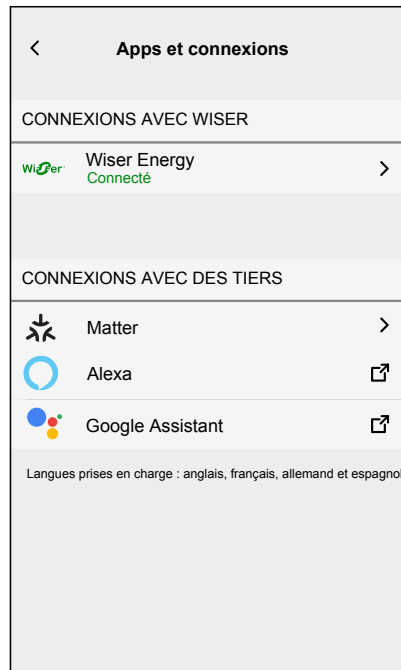 Apps et connexions
CONNEXIONS AVEC WISER
Wiser
Wiser Energy
Connecté
CONNEXIONS AVEC DES TIERS
Matter
Alexa
Google Assistant
Langues prises en charge : anglais, français, allemand et espagnol